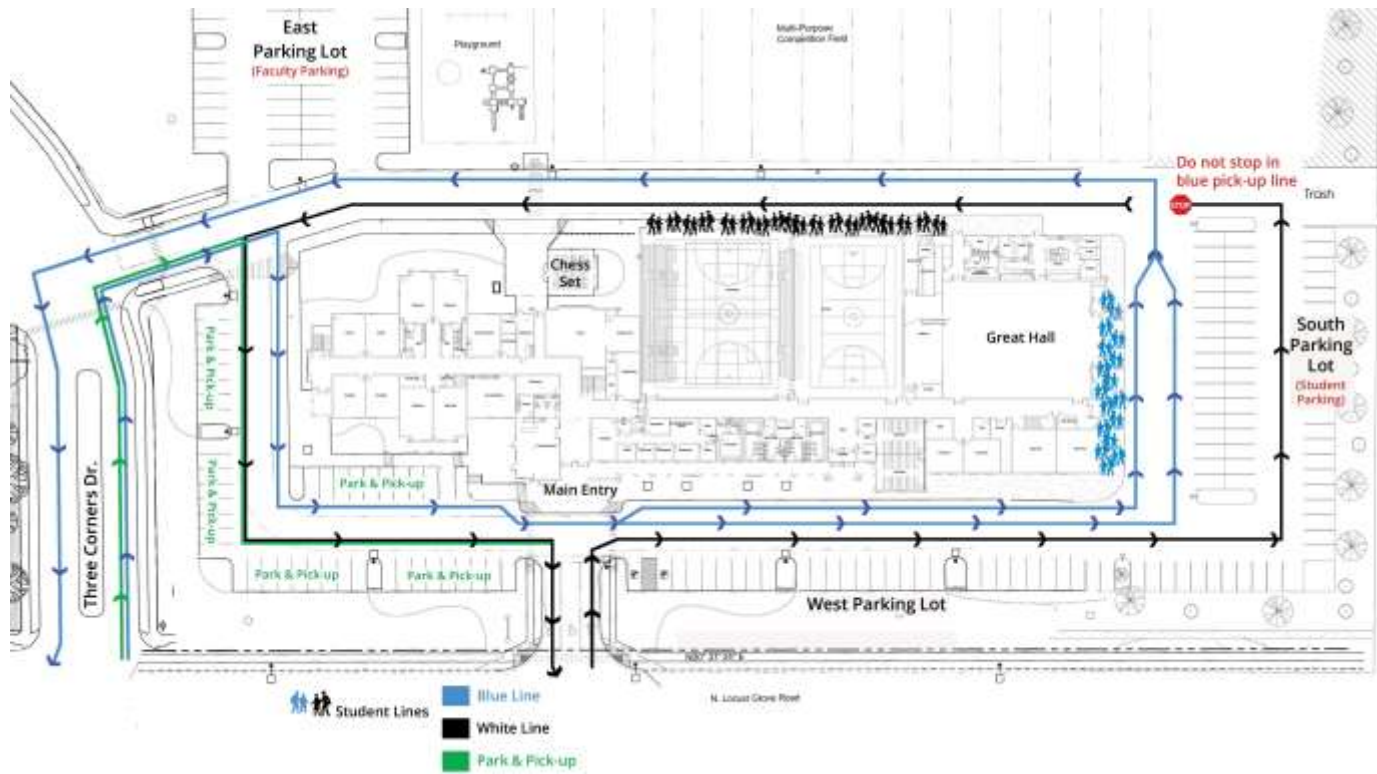 East
Parking Lot
(Faculty Parking)
Playground
Multi-Purpose
Competition Field
Do not stop in
blue pick-up line
STOP
Trash
Chess
Set
Great Hall
South
Parking
Lot
(Student
Parking)
Park & Pick-up
Park & Pick-up
Park & Pick-up
Main Entry
Three Corners Dr.
Park & Pick-up
Park & Pick-up
West Parking Lot
N. Locust Grove Road
Student Lines
Blue Line
White Line
Park & Pick-up